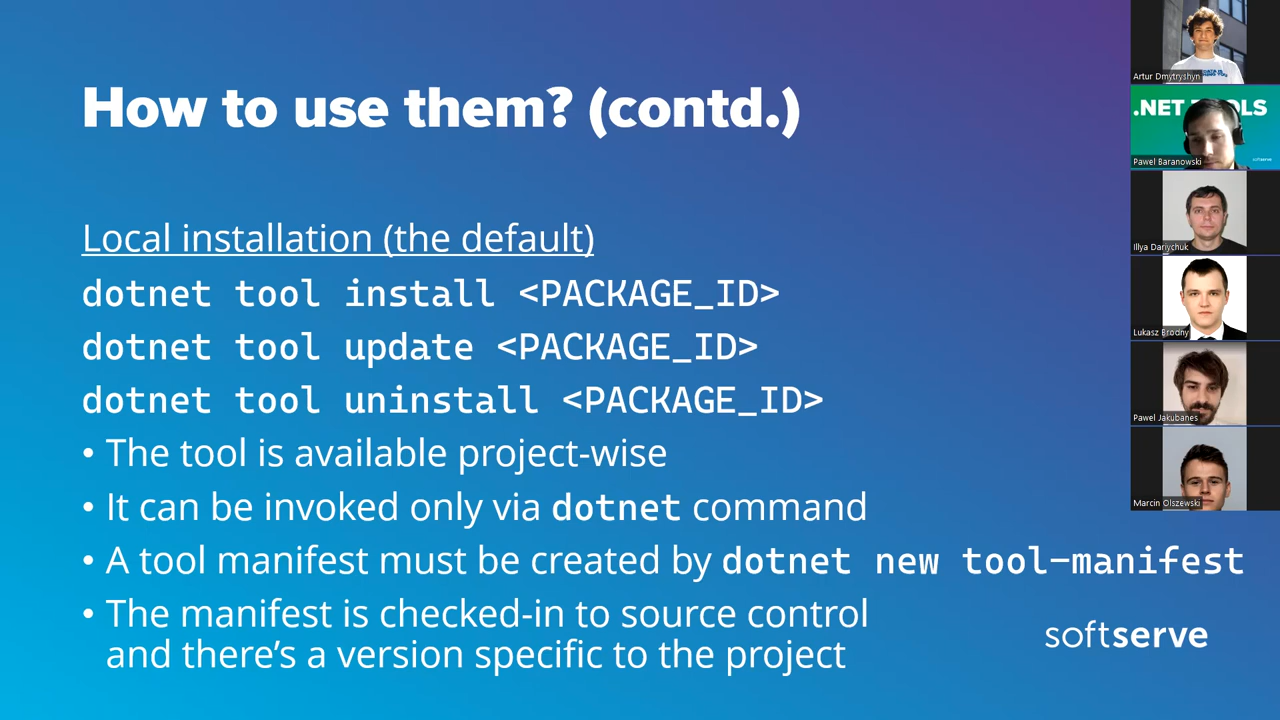 How to use them? (contd.)
Local installation (the default)
dotnet tool install <PACKAGE_ID>
dotnet tool update <PACKAGE_ID>
dotnet tool uninstall <PACKAGE_ID>
• The tool is available project-wise
• It can be invoked only via dotnet command
• A tool manifest must be created by dotnet new tool-manifest
• The manifest is checked-in to source control
and there's a version specific to the project
softserve
Artur Dmytryshyn
.NET
Pawel Baranowski
Illya Dariychuk
Lukasz Brodny
Pawel Jakubanes
Marcin Olszewski